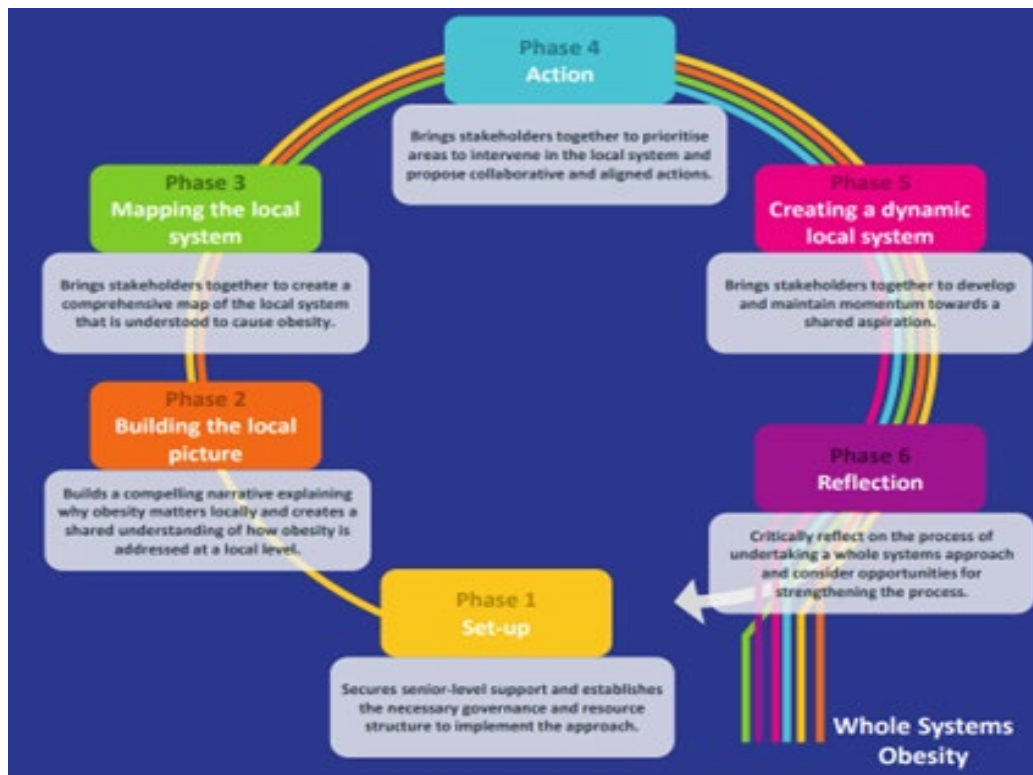 Phase 4
Action
Brings stakeholders together to prioritise
areas to intervene in the local system and
propose collaborative and aligned actions.
Phase 3
Mapping the local
system
Brings stakeholders together to create a
comprehensive map of the local system
that is understood to cause obesity.
Phase 5
Creating a dynamic
local system
Brings stakeholders together to develop
and maintain momentum towards a
shared aspiration.
Phase 2
Building the local
picture
Builds a compelling narrative explaining
why obesity matters locally and creates a
shared understanding of how obesity is
addressed at a local level.
Phase 6
Reflection
Critically reflect on the process of
undertaking a whole systems approach
and consider opportunities for
strengthening the process.
Phase 1
Set-up
Secures senior-level support and establishes
the necessary governance and resource
structure to implement the approach.
Whole Systems
Obesity